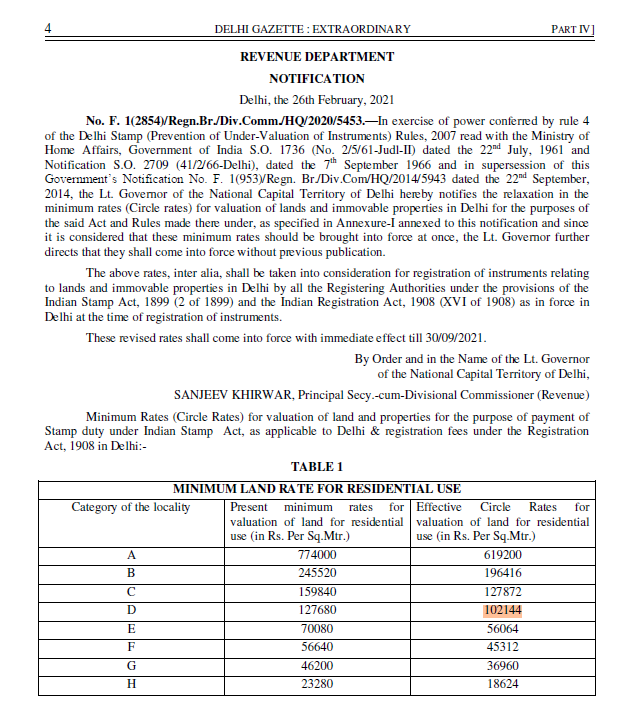 4 DELHI GAZETTE : EXTRAORDINARY PART IV]
REVENUE DEPARTMENT
NOTIFICATION
Delhi, the 26th February, 2021
No. F. 1(2854)/Regn.Br./Div.Comm./HQ/2020/5453.—In exercise of power conferred by rule 4
of the Delhi Stamp (Prevention of Under-Valuation of Instruments) Rules, 2007 read with the Ministry of
Home Affairs, Government of India S.O. 1736 (No. 2/5/61-Judl-II) dated the 22nd July, 1961 and
Notification S.O. 2709 (41/2/66-Delhi), dated the 7th September 1966 and in supersession of this
Government's Notification No. F. 1(953)/Regn. Br./Div.Com/HQ/2014/5943 dated the 22nd September,
2014, the Lt. Governor of the National Capital Territory of Delhi hereby notifies the relaxation in the
minimum rates (Circle rates) for valuation of lands and immovable properties in Delhi for the purposes of
the said Act and Rules made there under, as specified in Annexure-I annexed to this notification and since
it is considered that these minimum rates should be brought into force at once, the Lt. Governor further
directs that they shall come into force without previous publication.
The above rates, inter alia, shall be taken into consideration for registration of instruments relating
to lands and immovable properties in Delhi by all the Registering Authorities under the provisions of the
Indian Stamp Act, 1899 (2 of 1899) and the Indian Registration Act, 1908 (XVI of 1908) as in force in
Delhi at the time of registration of instruments.
These revised rates shall come into force with immediate effect till 30/09/2021.
By Order and in the Name of the Lt. Governor
of the National Capital Territory of Delhi,
SANJEEV KHIRWAR, Principal Secy.-cum-Divisional Commissioner (Revenue)
Minimum Rates (Circle Rates) for valuation of land and properties for the purpose of payment of
Stamp duty under Indian Stamp Act, as applicable to Delhi & registration fees under the Registration
Act, 1908 in Delhi:-
TABLE 1
MINIMUM LAND RATE FOR RESIDENTIAL USE
Category of the locality Present minimum rates for Effective Circle Rates for
valuation of land for residential valuation of land for residential
use (in Rs. Per Sq.Mtr.) use (in Rs. Per Sq.Mtr.)
A 774000 619200
B 245520 196416
C 159840 127872
D 127680 102144
E 70080 56064
F 56640 45312
G 46200 36960
H 23280 18624